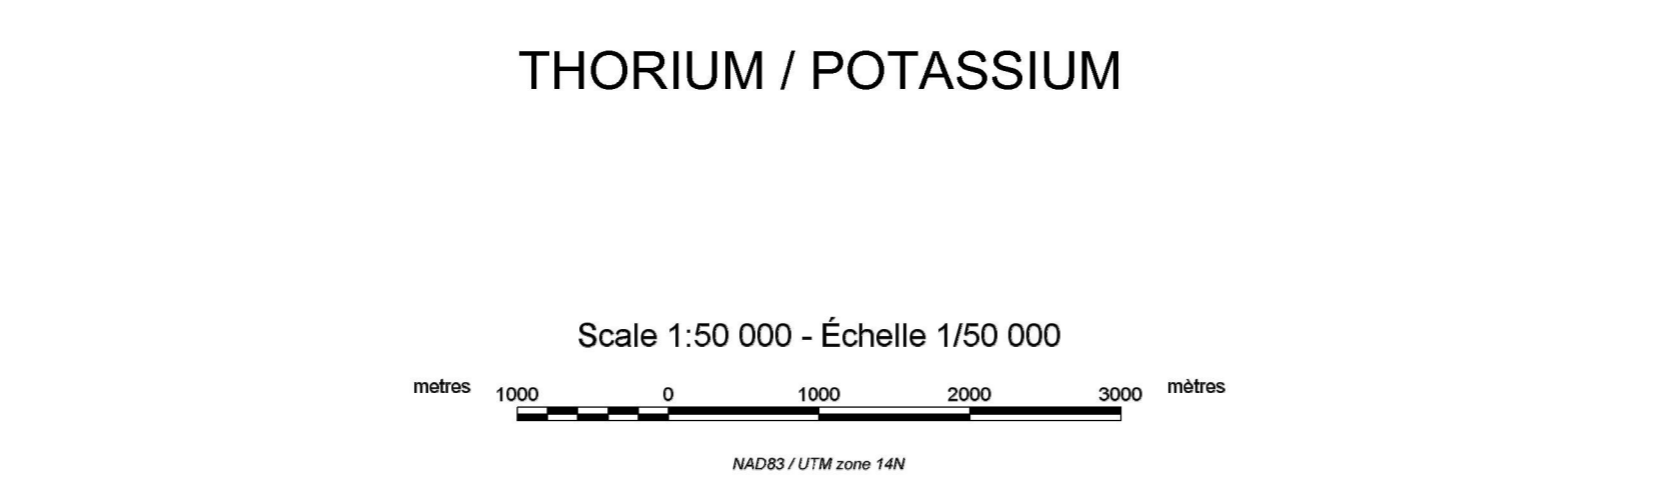 THORIUM / POTASSIUM
Scale 1:50 000 - Échelle 1/50 000
metres 1000 0 1000 2000 3000 mètres
NAD83 / UTM zone 14N